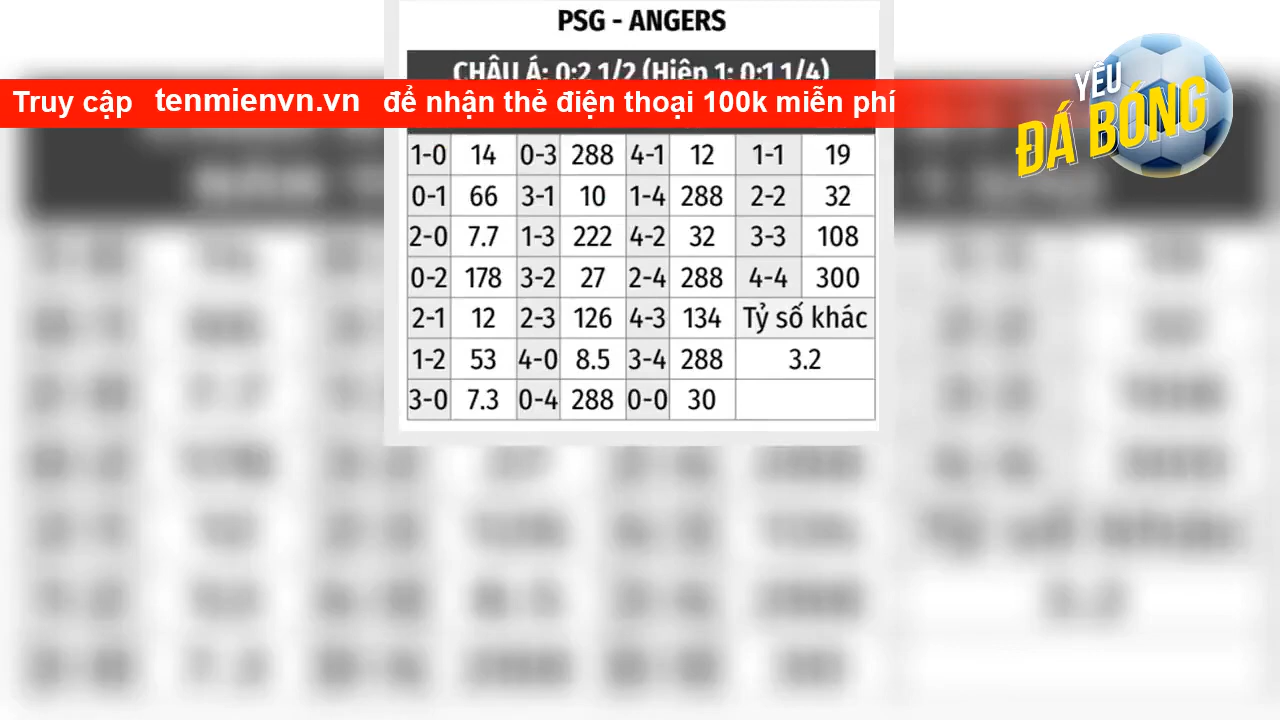 PSG - ANGERS
CHÂU Á: 0:2 1/2 (Hiệp 1: 0:1 1/4)
Truy cập tenmienvn.vn để nhận thẻ điện thoại 100k miễn phí
YÊU
ĐÁ BÓNG
1-0 14 0-3 288 4-1 12 1-1 19
0-1 66 3-1 10 1-4 288 2-2 32
2-0 7.7 1-3 222 4-2 32 3-3 108
0-2 178 3-2 27 2-4 288 4-4 300
2-1 12 2-3 126 4-3 134 Tỷ số khác
1-2 53 4-0 8.5 3-4 288 3.2
3-0 7.3 0-4 288 0-0 30